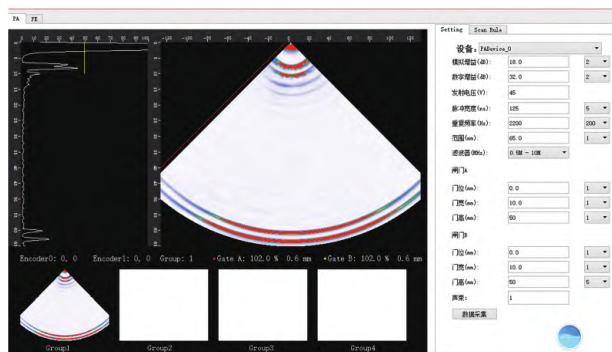 PA PE
Setting Scan Rule
设备: PADevice_0
模拟增益(dB): 10.0 2
数字增益(dB): 32.0 2
发射电压(V): 45
脉冲宽度(ns): 125 5
重复频率(Hz): 2200 200
范围(mm): 65.0 1
滤波器(MHz): 0.5M - 10M
闸门A
门位(mm): 0.0 1
门宽(mm): 10.0 1
门高(mm): 50 1
闸门B
门位(mm): 0.0 1
门宽(mm): 10.0 1
门高(mm): 50 5
声束: 1
数据采集
Encoder0: 0, 0 Encoder1: 0, 0 Group: 1 Gate A: 102.0 % 0.6 mm Gate B: 102.0 % 0.6 mm
Group1 Group2 Group3 Group4